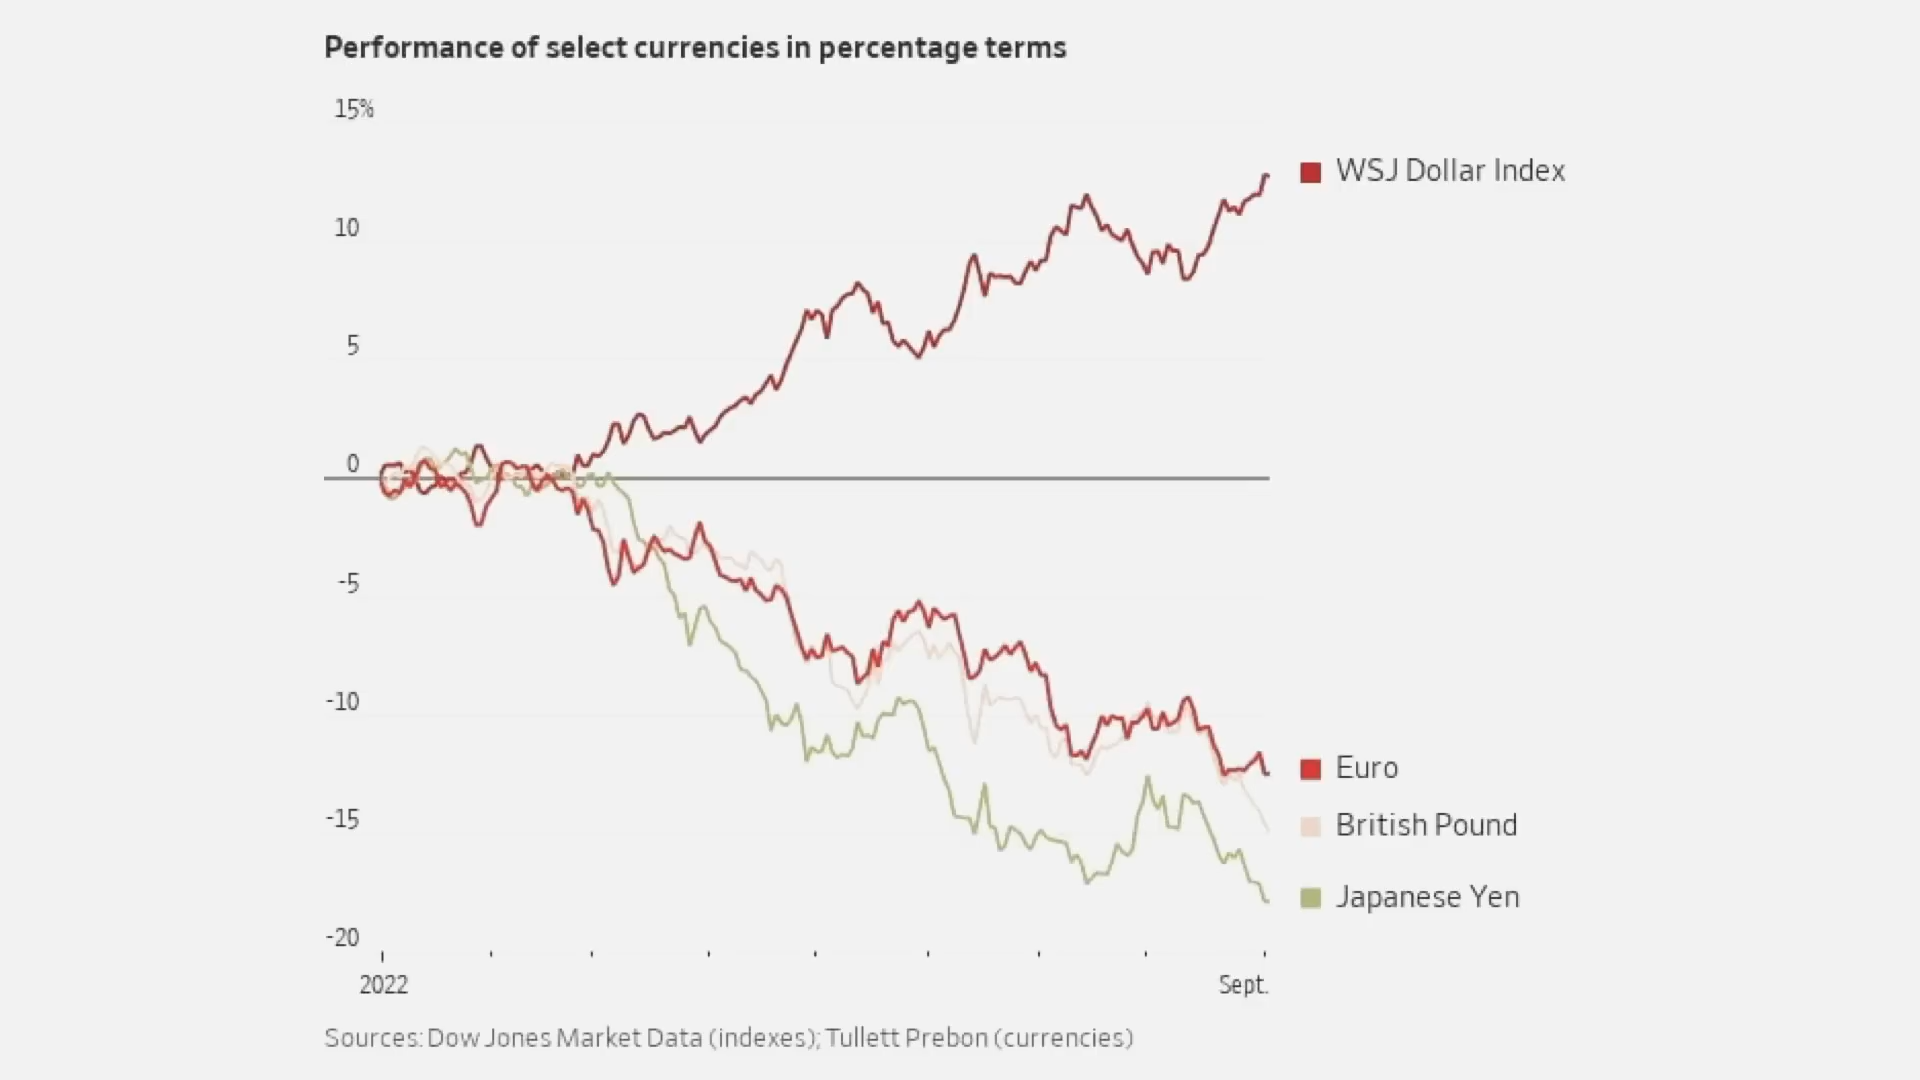 Performance of select currencies in percentage terms
15%
WSJ Dollar Index
10
5
0
-5
-10
Euro
-15
British Pound
Japanese Yen
-20
2022
Sept.
Sources: Dow Jones Market Data (indexes); Tullett Prebon (currencies)